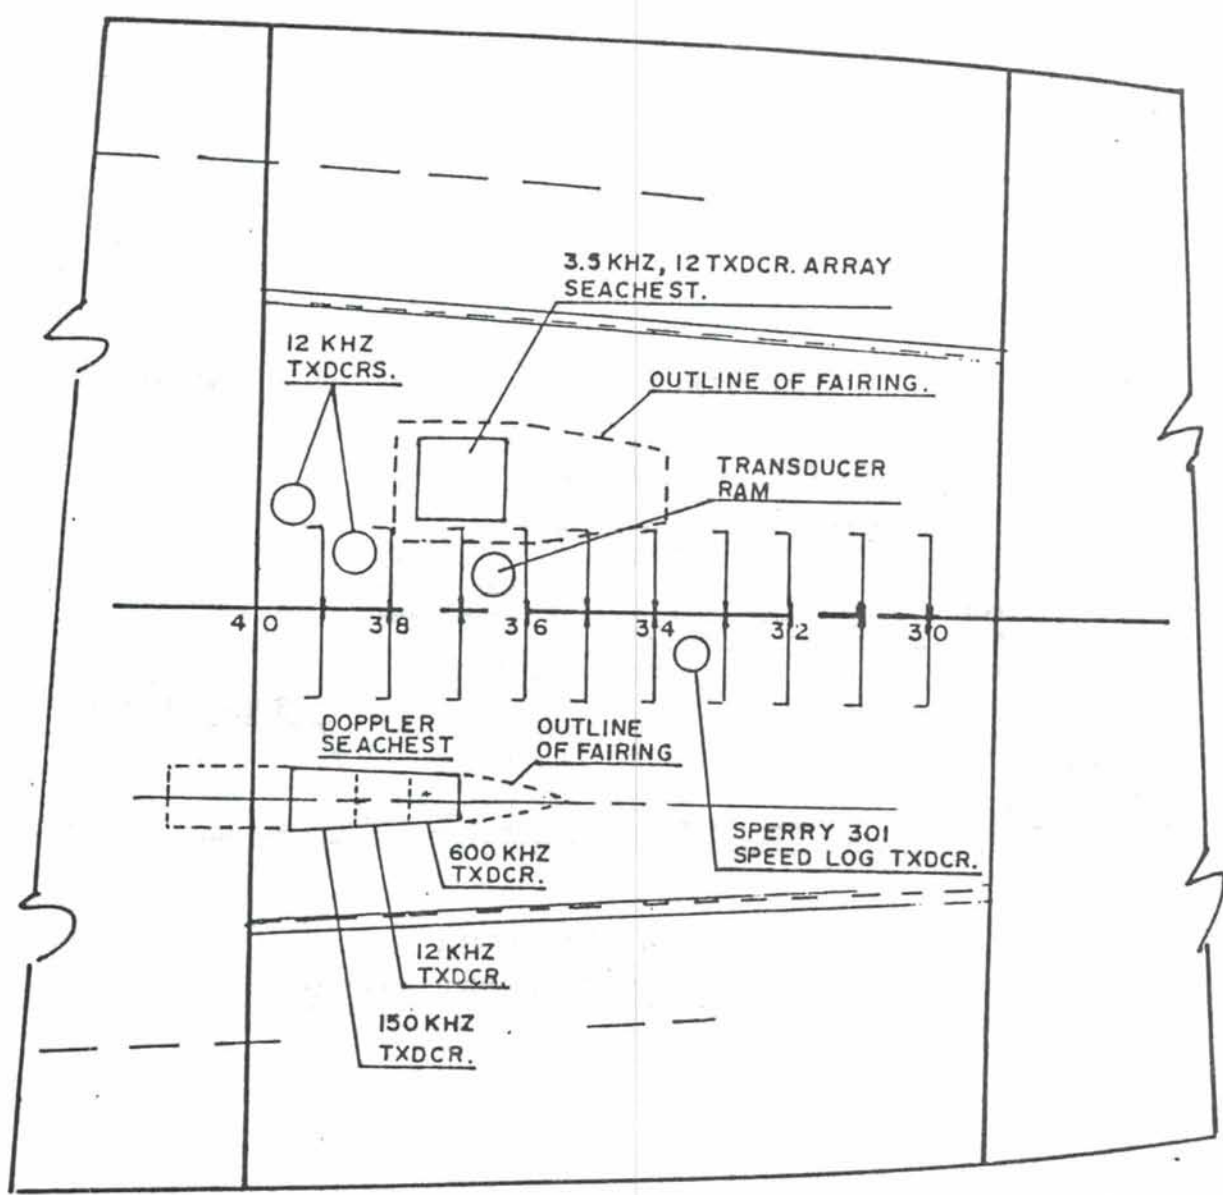 3.5 KHZ, 12 TXDCR. ARRAY
SEACHEST.
12 KHZ
TXDCRS.
OUTLINE OF FAIRING.
TRANSDUCER
RAM
40 38 36 34 32 30
DOPPLER
SEACHEST
OUTLINE
OF FAIRING
SPERRY 301
SPEED LOG TXDCR.
600 KHZ
TXDCR.
12 KHZ
TXDCR.
150 KHZ
TXDCR.